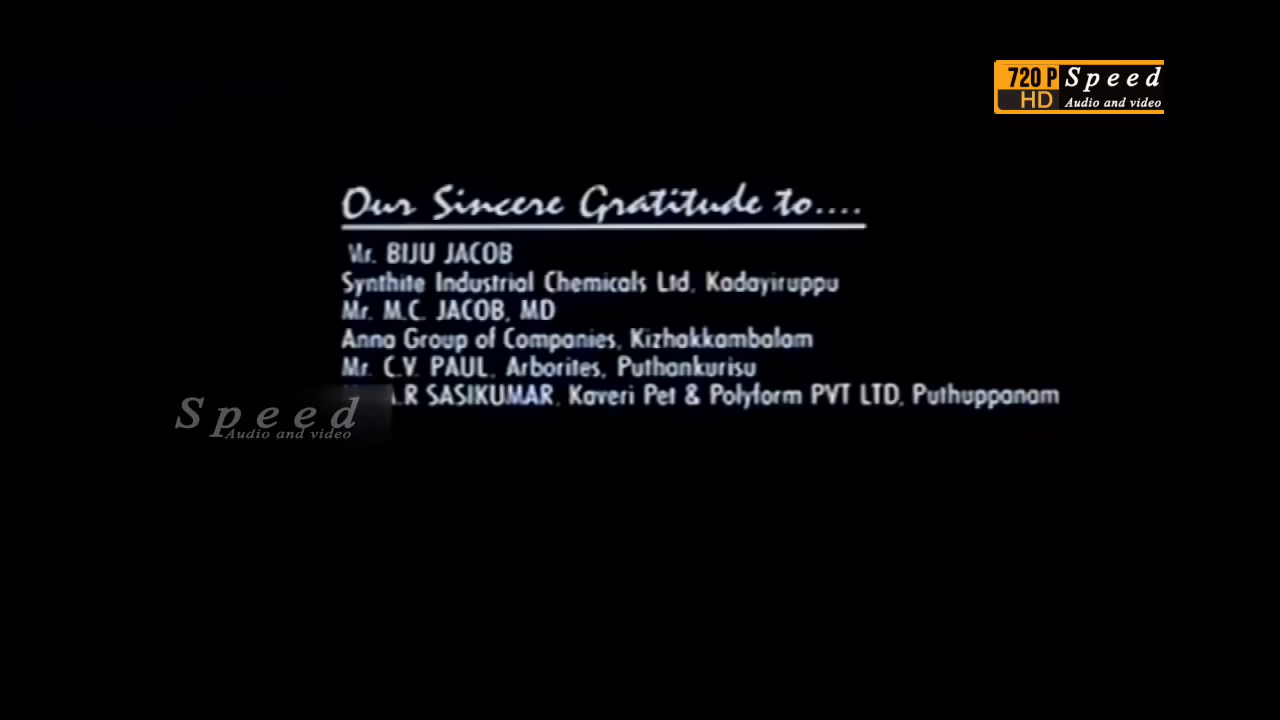 720 P Speed
HD Audio and video
Our Sincere Gratitude to....
Mr. BIJU JACOB
Synthite Industrial Chemicals Ltd, Kadayiruppu
Mr. M.C. JACOB, MD
Anna Group of Companies, Kizhakkambalam
Mr. C.V. PAUL, Arborites, Puthankurisu
.R SASIKUMAR, Kaveri Pet & Polyform PVT LTD, Puthuppanam
Speed
Audio and video